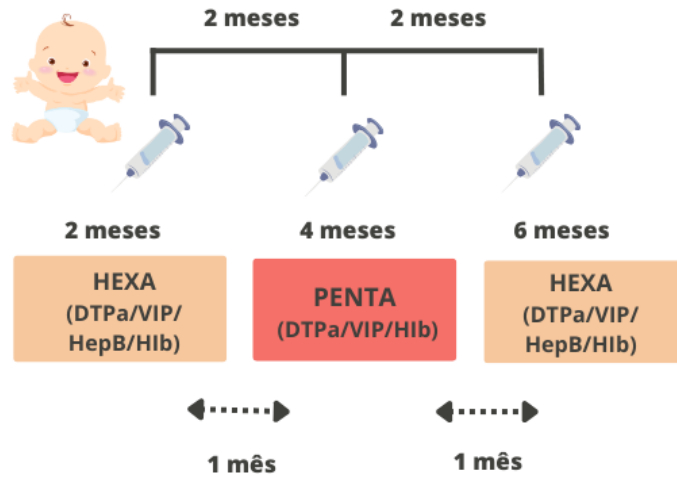 2 meses
2 meses
2 meses
4 meses
6 meses
HEXA
(DTPa/VIP/
HepB/HIb)
PENTA
(DTPa/VIP/HIb)
HEXA
(DTPa/VIP/
HepB/HIb)
1 mês
1 mês